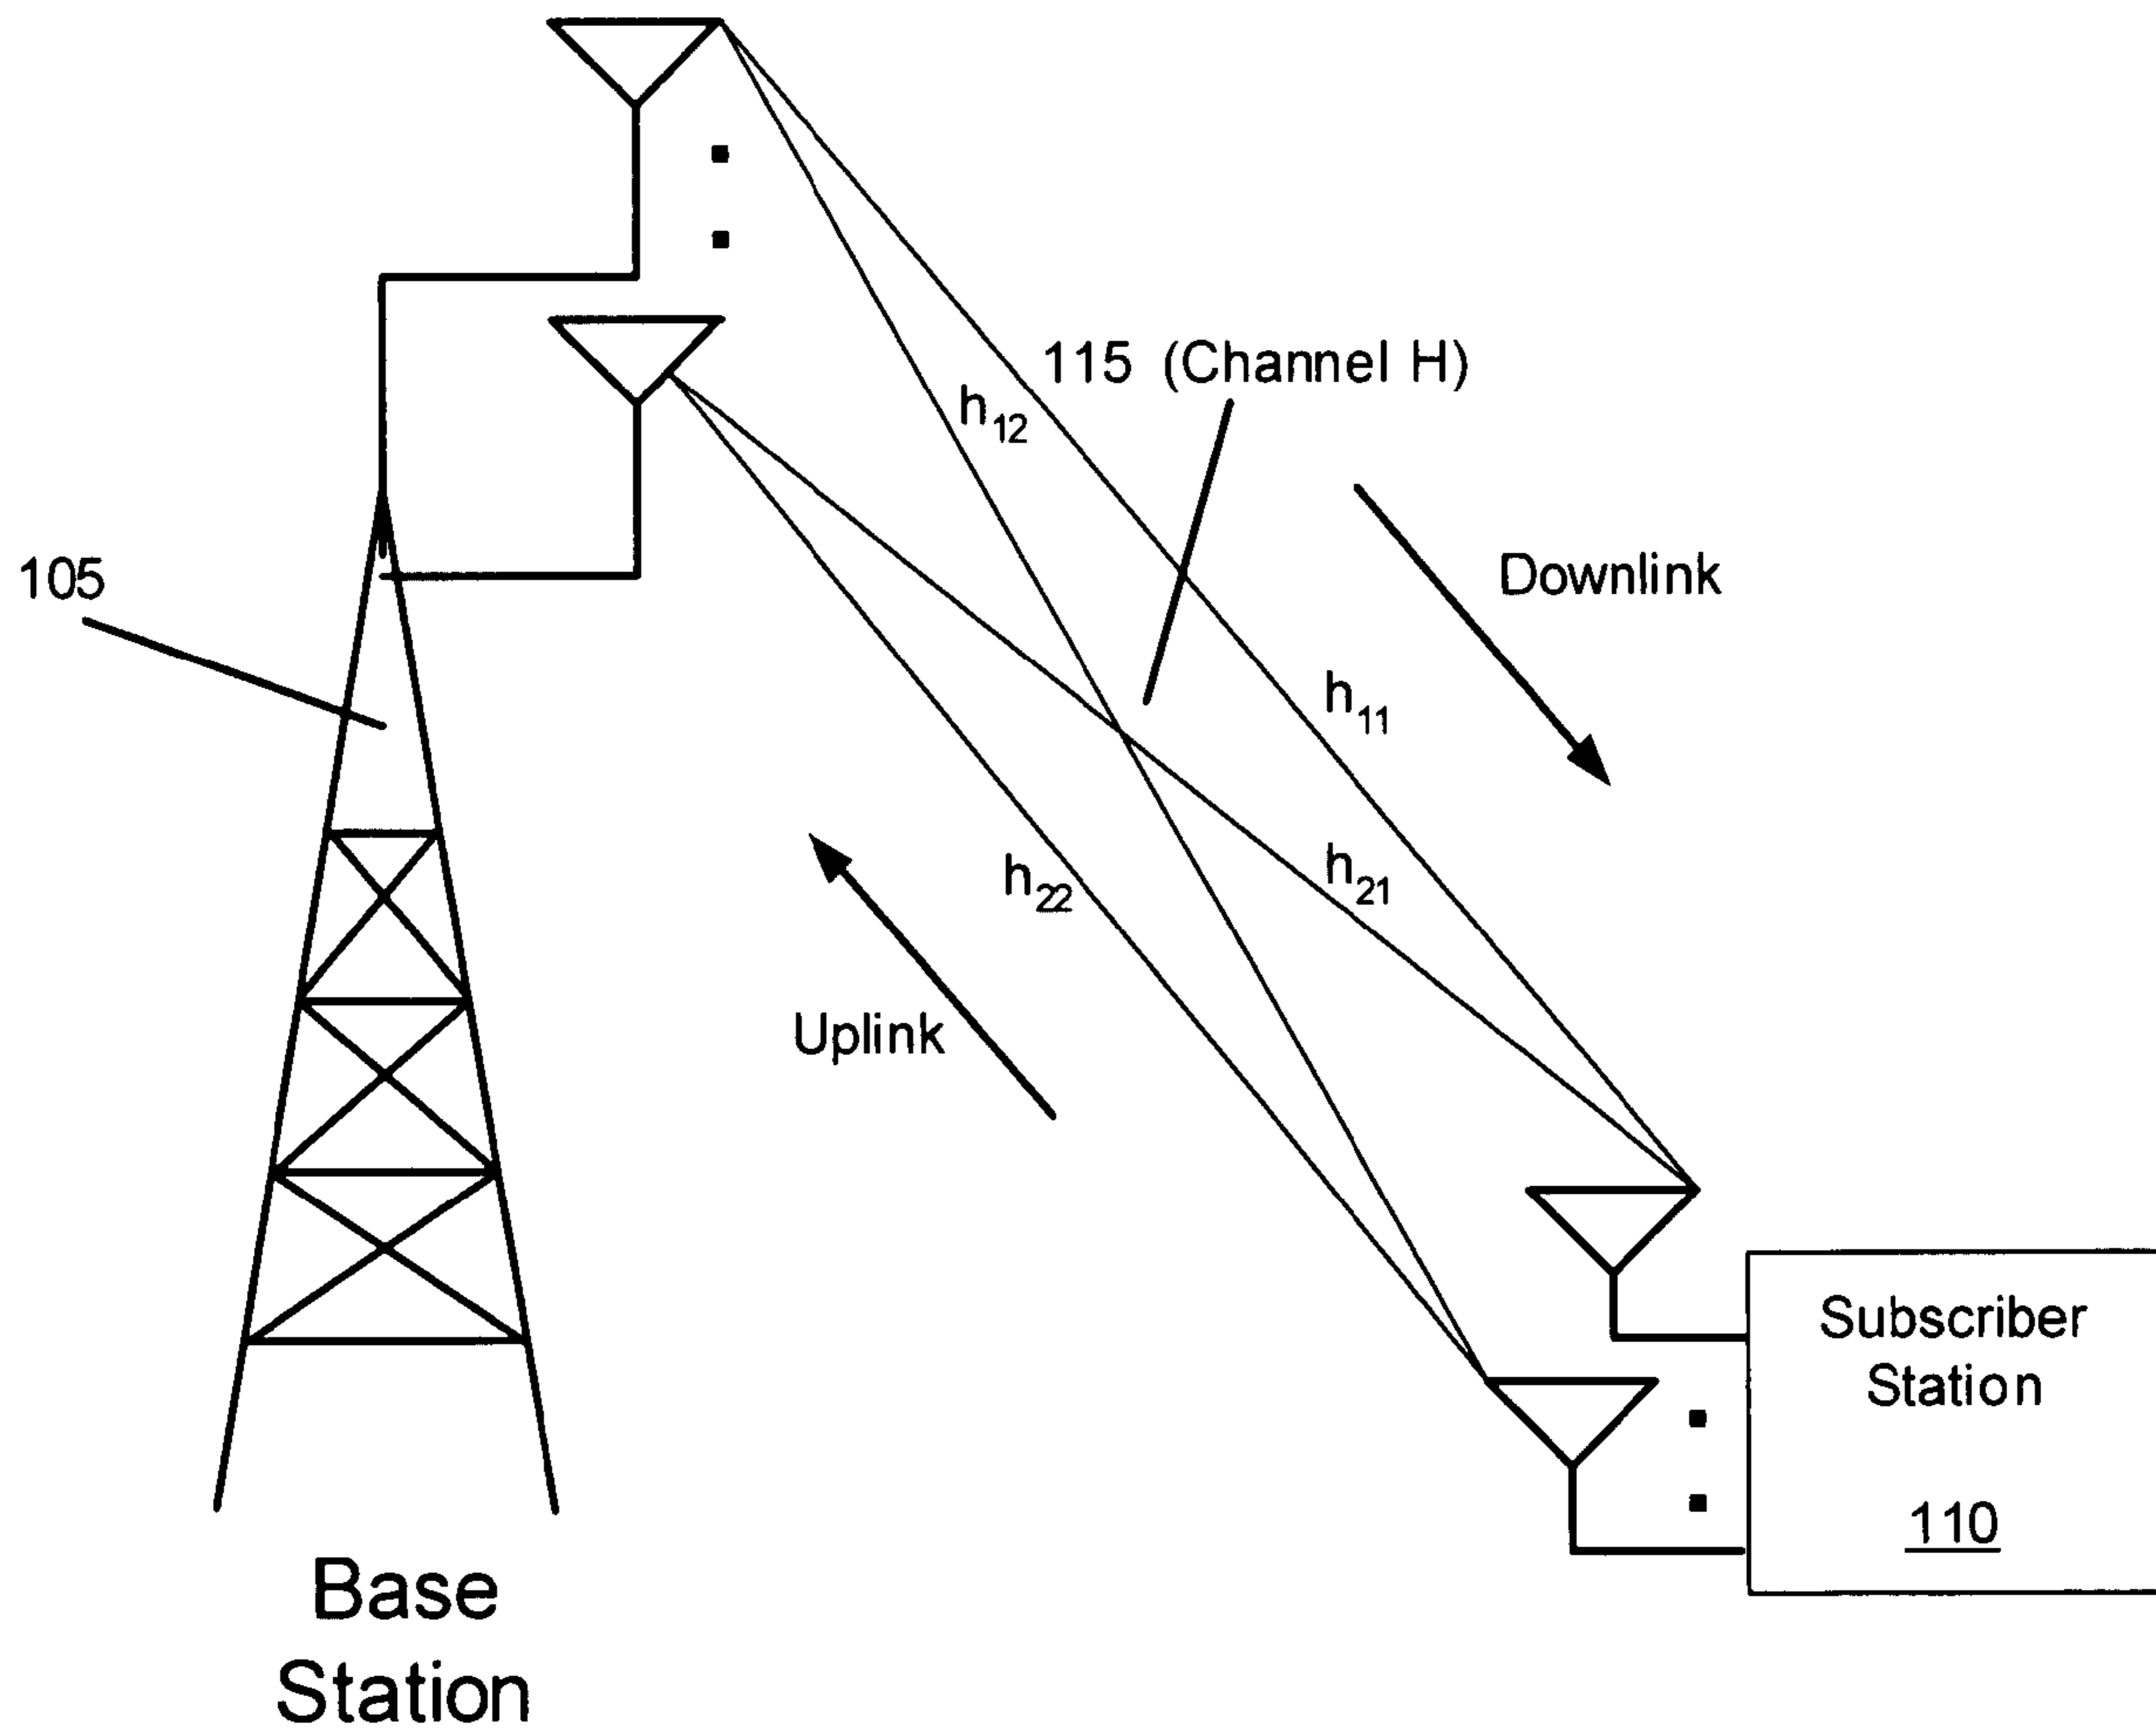 115 (Channel H)
h12
Downlink
105
h11
h21
h22
Uplink
Subscriber
Station
110
Base
Station